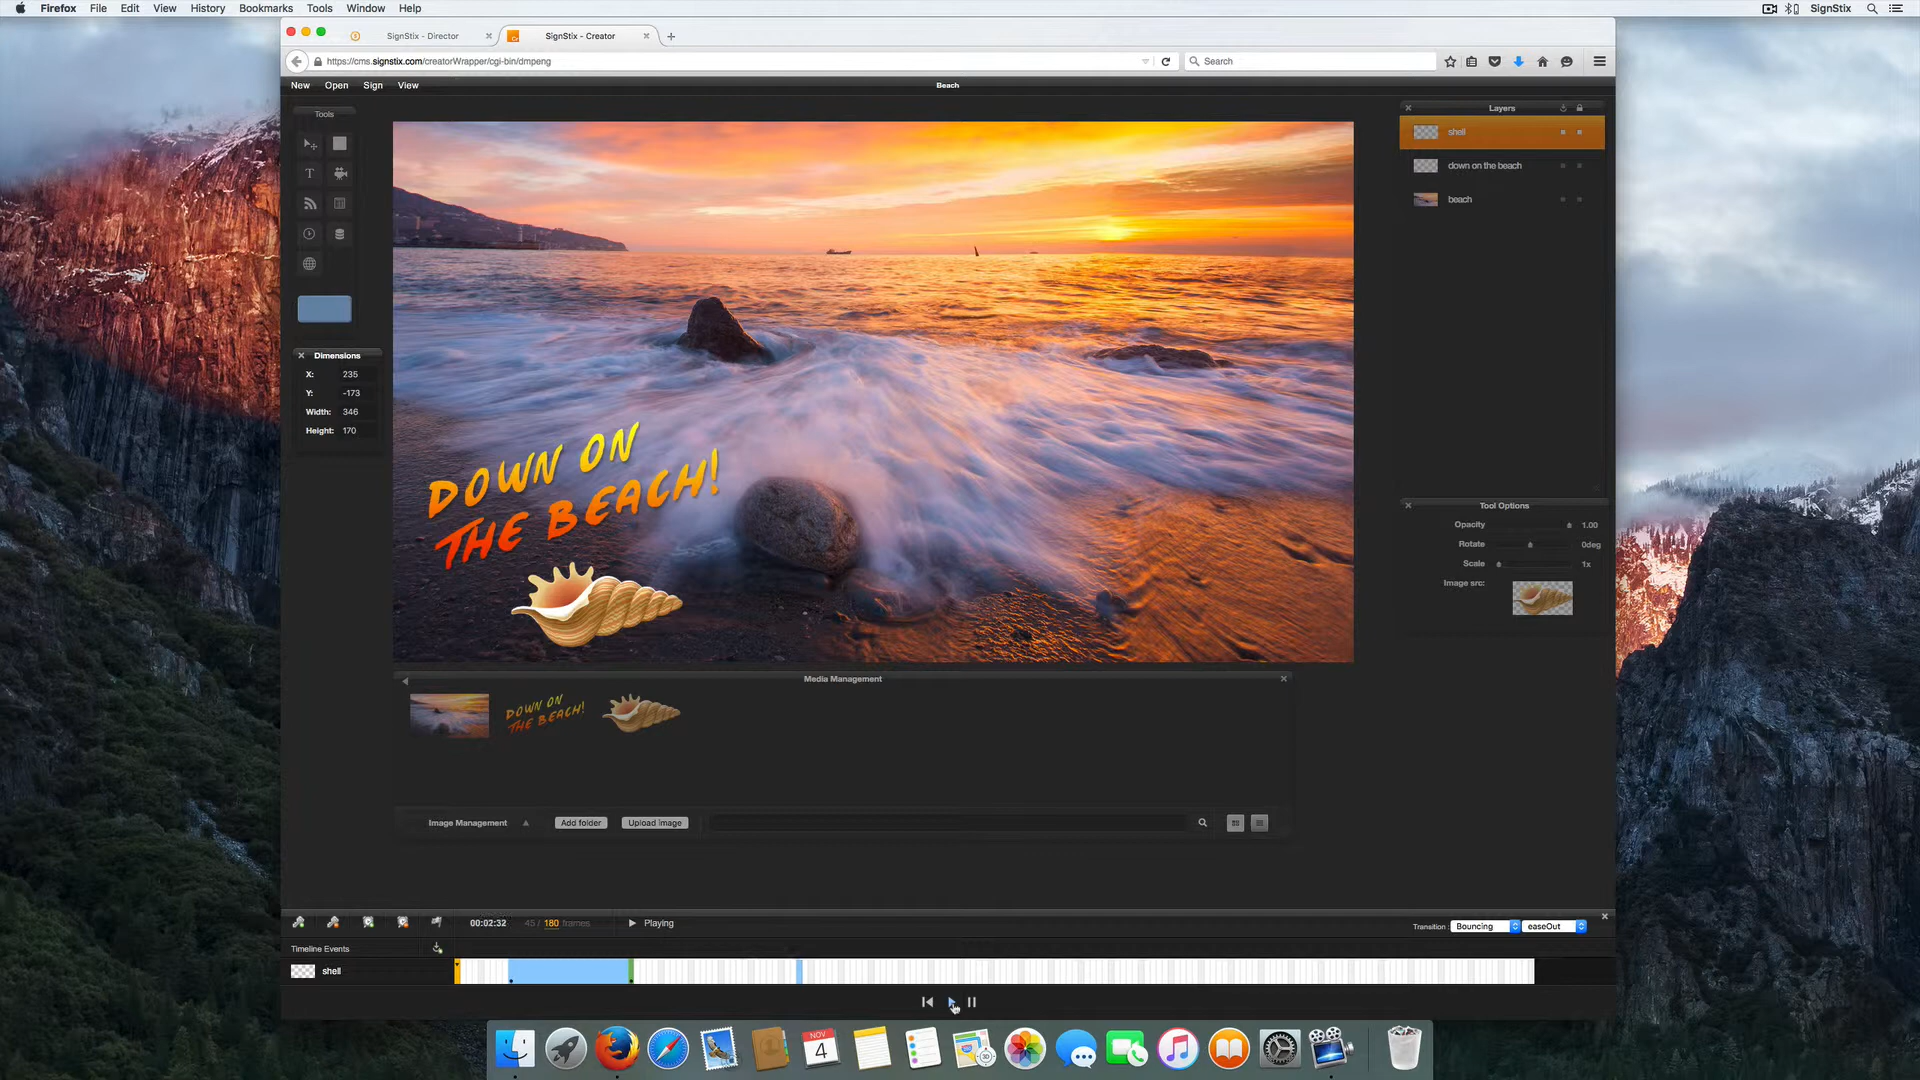 Firefox File Edit View History Bookmarks Tools Window Help
SignStix
SignStix - Director
SignStix - Creator
https://cms.signstix.com/creatorWrapper/cgi-bin/dmpeng
Search
New Open Sign View
Beach
Tools
T
Dimensions
X: 235
Y: -173
Width: 346
Height: 170
DOWN ON
THE BEACH!
Layers
shell
down on the beach
beach
Tool Options
Opacity 1.00
Rotate 0deg
Scale 1x
Image src:
Media Management
DOWN ON
THE BEACH!
Image Management Add folder Upload image
00:02:32 45 / 180 frames Playing
Transition: Bouncing easeOut
Timeline Events
shell
NOV
4
3D